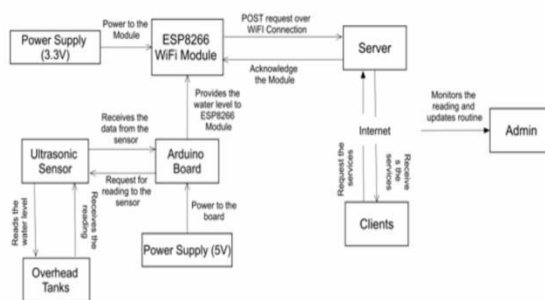 Power Supply
(3.3V)
Power to the
Module
ESP8266
WiFi Module
POST request over
WiFI Connection
Acknowledge
the Module
Server
Provides the
water level to
ESP8266
Module
Receives the
data from the
sensor
Ultrasonic
Sensor
Request for
reading to the
sensor
Arduino
Board
Internet
Monitors the
reading and
updates routine
Admin
Request the
services
Receive
s the
services
Clients
Reads the
water level
Receives the
reading
Power to the
board
Power Supply (5V)
Overhead
Tanks